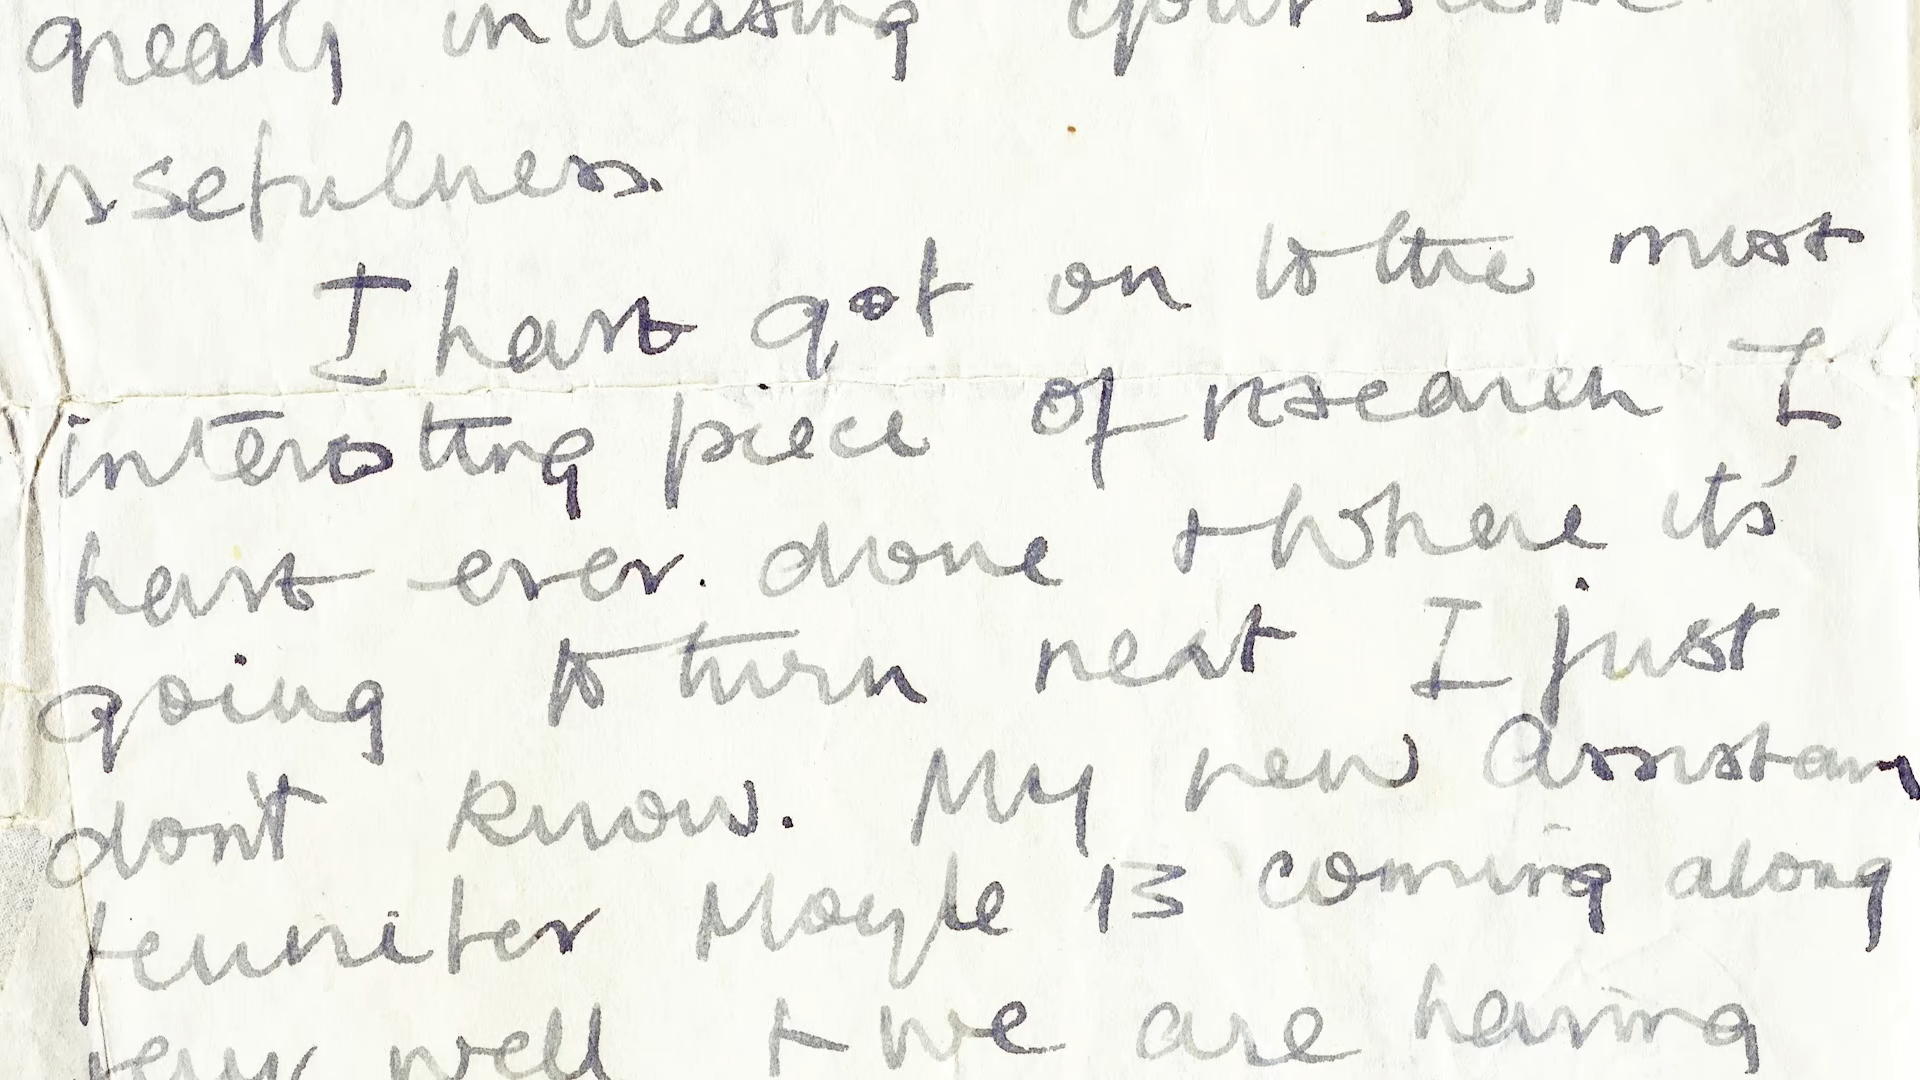 greatly increasing your
usefulness.
I have got on to the most
interesting piece of research I
have ever done + where it's
going to turn next I just
don't know. My new Assistant
Jennifer Moyle is coming along
very well + we are having